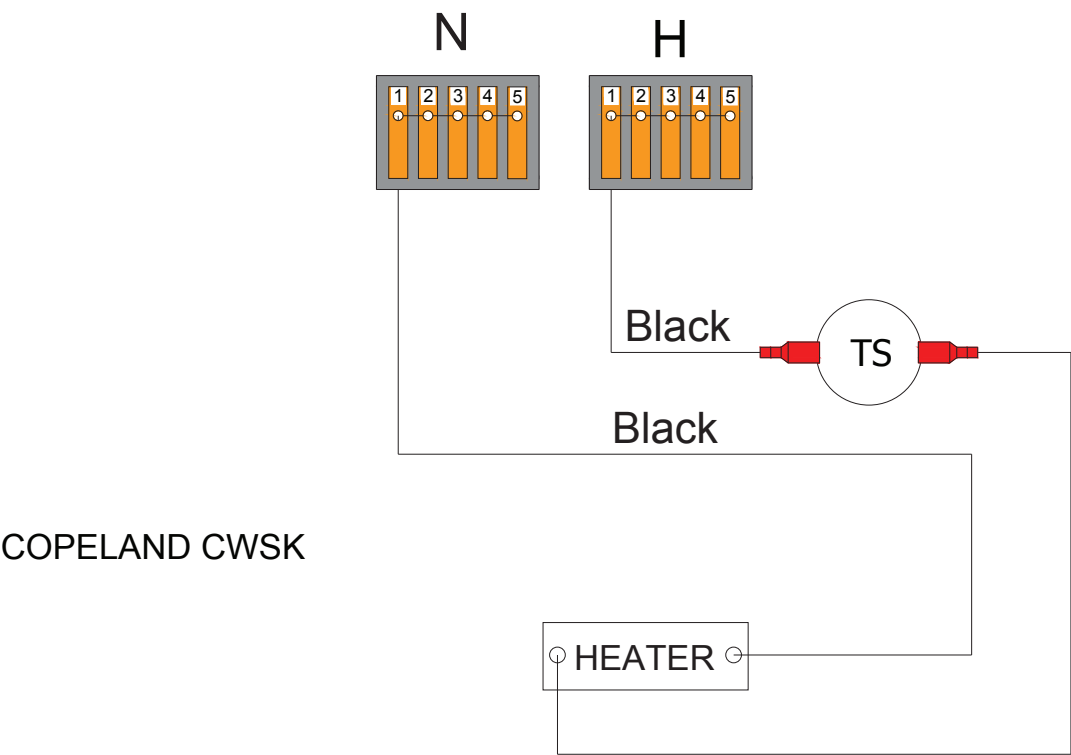 N H
1 2 3 4 5 1 2 3 4 5
Black
TS
Black
COPELAND CWSK
HEATER